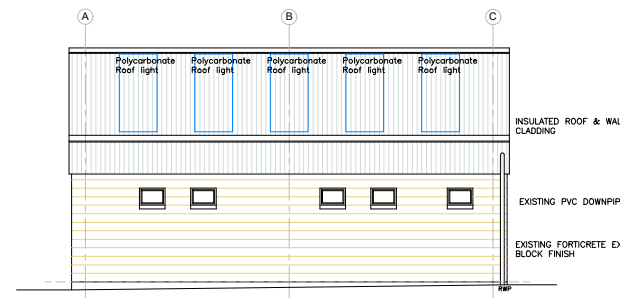 A B C
Polycarbonate Polycarbonate Polycarbonate Polycarbonate Polycarbonate
Roof light Roof light Roof light Roof light Roof light
INSULATED ROOF & WAL
CLADDING
EXISTING PVC DOWNPIP
EXISTING FORTICRETE EX
BLOCK FINISH
RWP